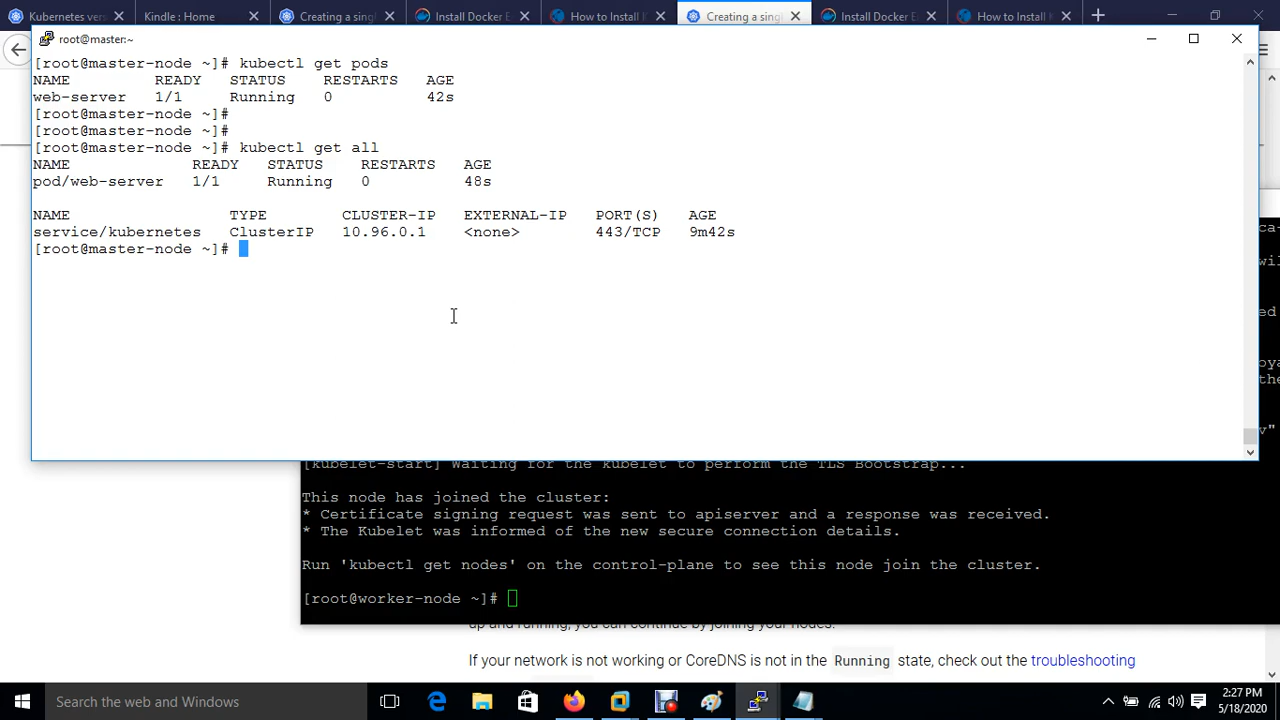 Kubernetes vers
Kindle : Home
Creating a singl
Install Docker E
How to Install K
Creating a singl
Install Docker E
How to Install K
root@master:~
[root@master-node ~]# kubectl get pods
NAME READY STATUS RESTARTS AGE
web-server 1/1 Running 0 42s
[root@master-node ~]#
[root@master-node ~]#
[root@master-node ~]# kubectl get all
NAME READY STATUS RESTARTS AGE
pod/web-server 1/1 Running 0 48s
NAME TYPE CLUSTER-IP EXTERNAL-IP PORT(S) AGE
service/kubernetes ClusterIP 10.96.0.1 <none> 443/TCP 9m42s
[root@master-node ~]#
ca-
wil
ed
oya
the
v"
[kubelet-start] Waiting for the kubelet to perform the TLS Bootstrap...
This node has joined the cluster:
* Certificate signing request was sent to apiserver and a response was received.
* The Kubelet was informed of the new secure connection details.
Run 'kubectl get nodes' on the control-plane to see this node join the cluster.
[root@worker-node ~]#
up and running, you can continue by joining your nodes.
If your network is not working or CoreDNS is not in the Running state, check out the troubleshooting
Search the web and Windows
2:27 PM
5/18/2020